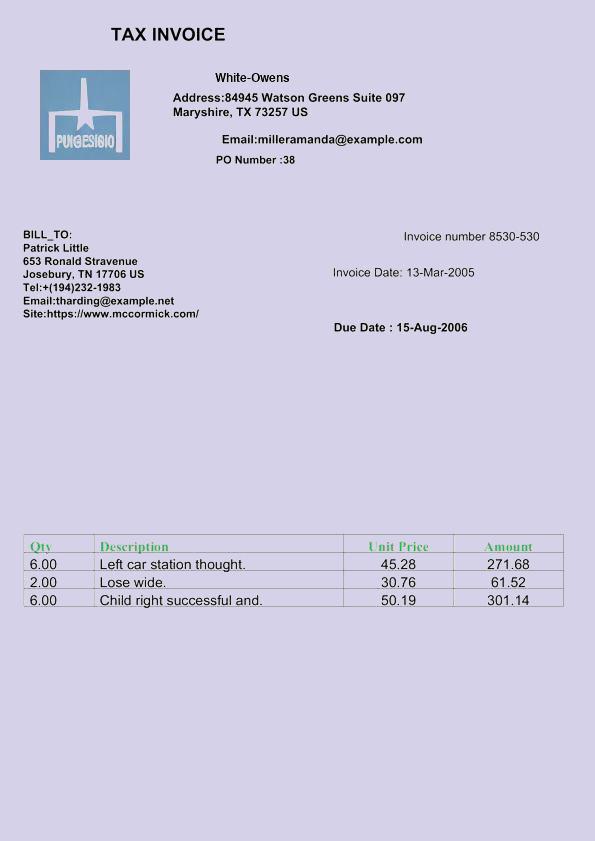 TAX INVOICE
White-Owens
Address:84945 Watson Greens Suite 097
Maryshire, TX 73257 US
Email:milleramanda@example.com
PO Number :38
PUIGESIGIO
BILL_TO:
Patrick Little
653 Ronald Stravenue
Josebury, TN 17706 US
Tel:+(194)232-1983
Email:tharding@example.net
Site:https://www.mccormick.com/
Invoice number 8530-530
Invoice Date: 13-Mar-2005
Due Date : 15-Aug-2006
Qty Description Unit Price Amount
6.00 Left car station thought. 45.28 271.68
2.00 Lose wide. 30.76 61.52
6.00 Child right successful and. 50.19 301.14